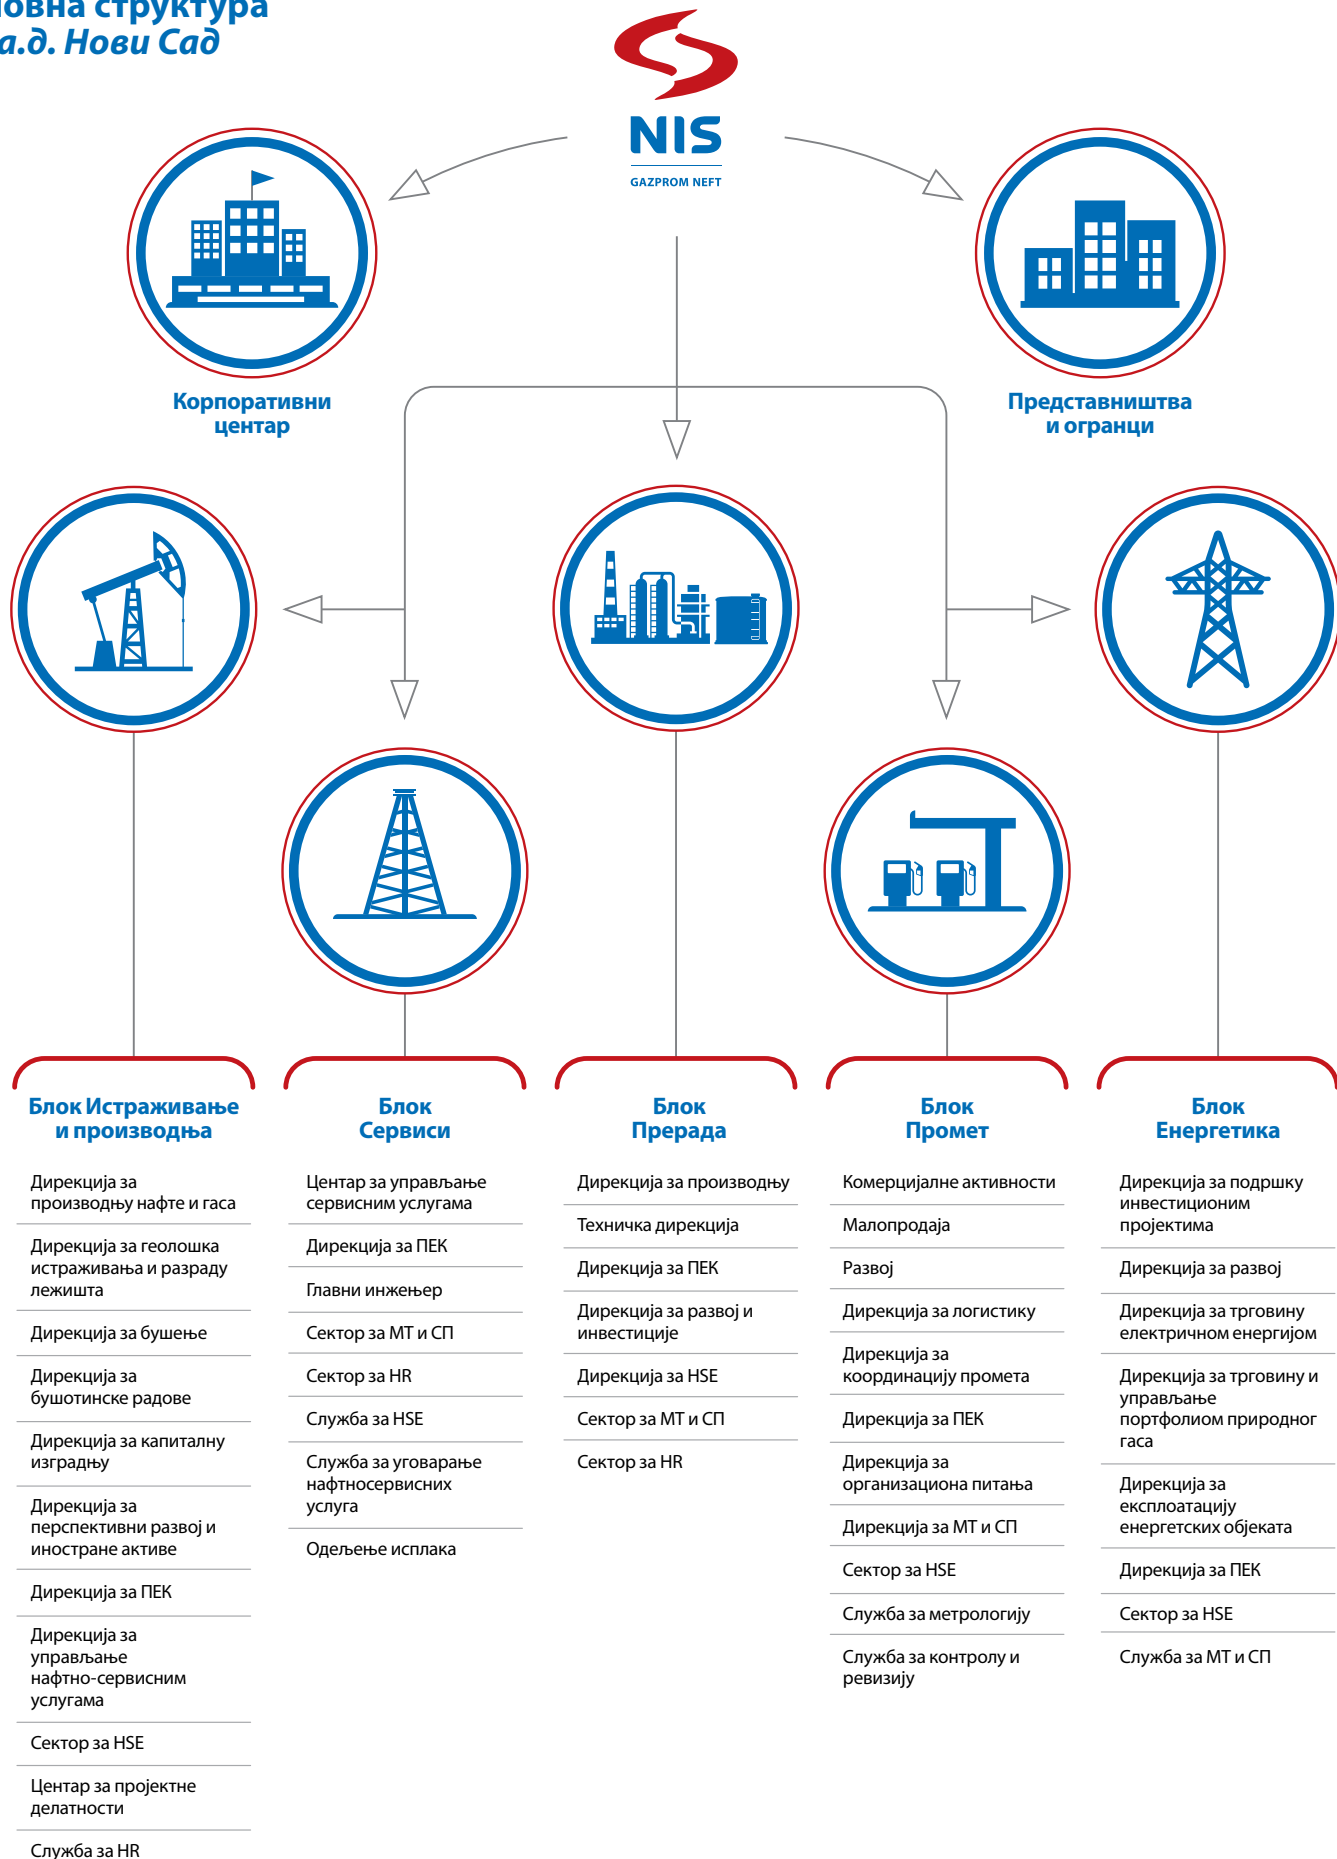 структура
а.д. Нови Сад
NIS
GAZPROM NEFT
Корпоративни
центар
Представништва
и огранци
Блок Истраживање
и производња
Дирекција за
производњу нафте и гаса
Дирекција за геолошка
истраживања и разраду
лежишта
Дирекција за бушење
Дирекција за
бушотинске радове
Дирекција за капиталну
изградњу
Дирекција за
перспективни развој и
иностране активе
Дирекција за ПЕК
Дирекција за
управљање
нафтно-сервисним
услугама
Сектор за HSE
Центар за пројектне
делатности
Служба за HR
Блок
Сервиси
Центар за управљање
сервисним услугама
Дирекција за ПЕК
Главни инжењер
Сектор за МТ и СП
Сектор за HR
Служба за HSE
Служба за уговарање
нафтносервисних
услуга
Одељење исплака
Блок
Прерада
Дирекција за производњу
Техничка дирекција
Дирекција за ПЕК
Дирекција за развој и
инвестиције
Дирекција за HSE
Сектор за МТ и СП
Сектор за HR
Блок
Промет
Комерцијалне активности
Малопродаја
Развој
Дирекција за логистику
Дирекција за
координацију промета
Дирекција за ПЕК
Дирекција за
организациона питања
Дирекција за МТ и СП
Сектор за HSE
Служба за метрологију
Служба за контролу и
ревизију
Блок
Енергетика
Дирекција за подршку
инвестиционим
пројектима
Дирекција за развој
Дирекција за трговину
електричном енергијом
Дирекција за трговину и
управљање
портфолиом природног
гаса
Дирекција за
експлоатацију
енергетских објеката
Дирекција за ПЕК
Сектор за HSE
Служба за МТ и СП